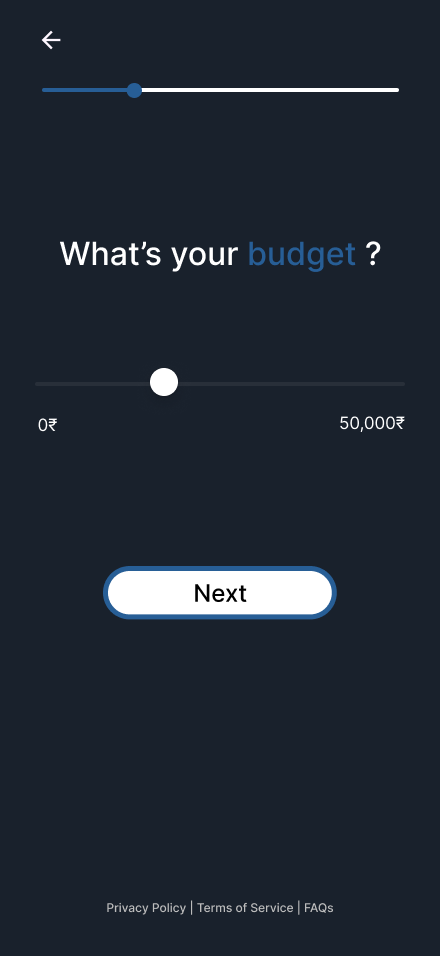 What’s your budget ?
0₹
50,000₹
Next
Privacy Policy | Terms of Service | FAQs